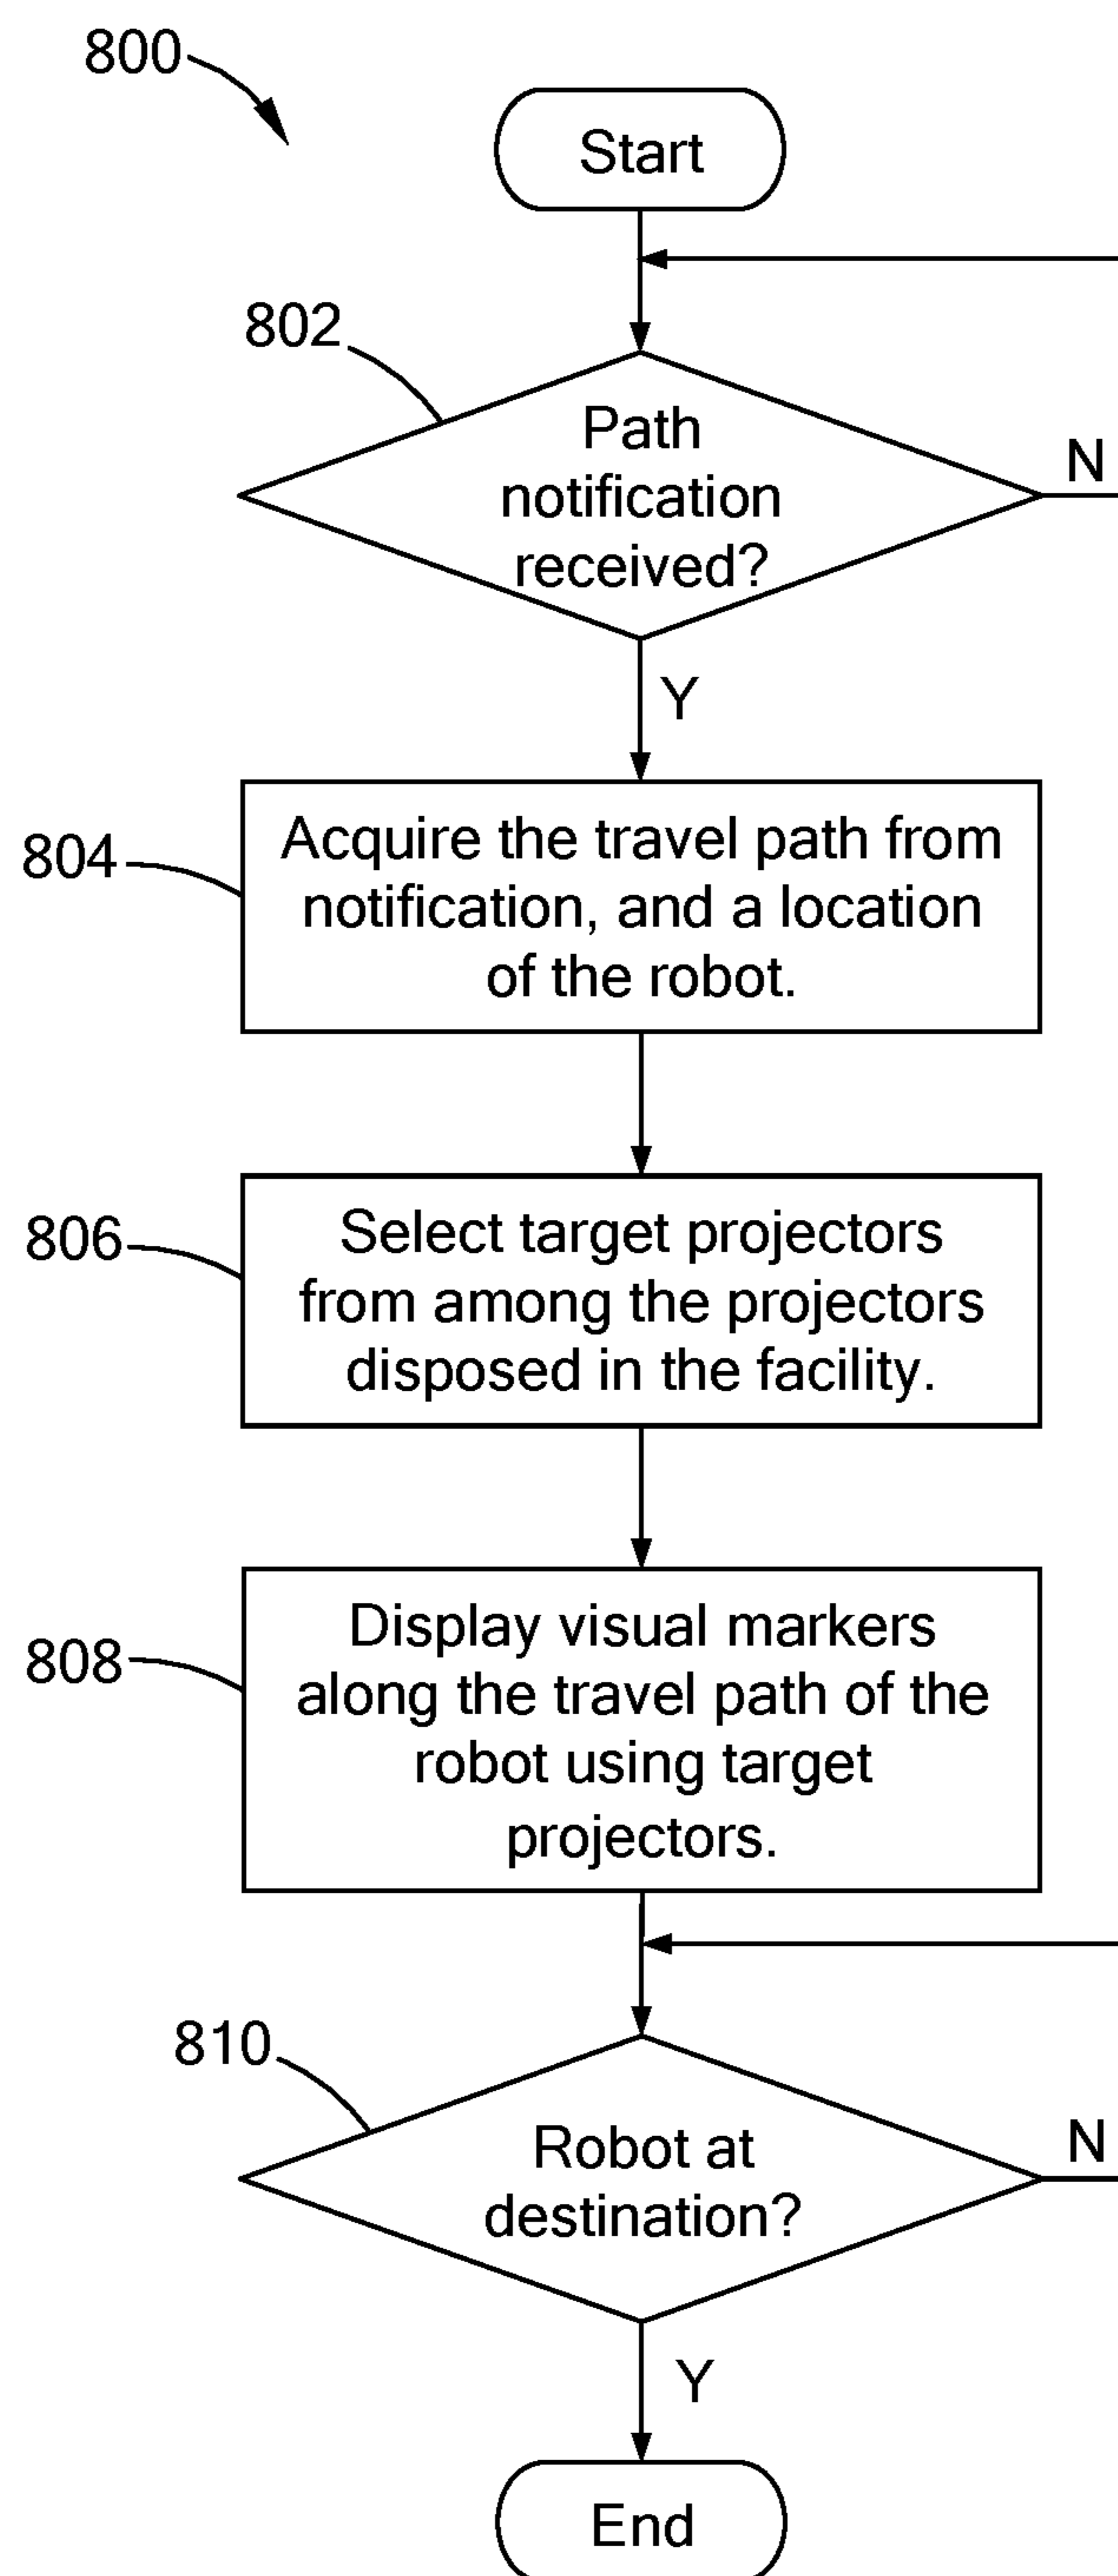 800
Start
802
Path
notification
received?
N
Y
804
Acquire the travel path from
notification, and a location
of the robot.
806
Select target projectors
from among the projectors
disposed in the facility.
808
Display visual markers
along the travel path of the
robot using target
projectors.
810
Robot at
destination?
N
Y
End